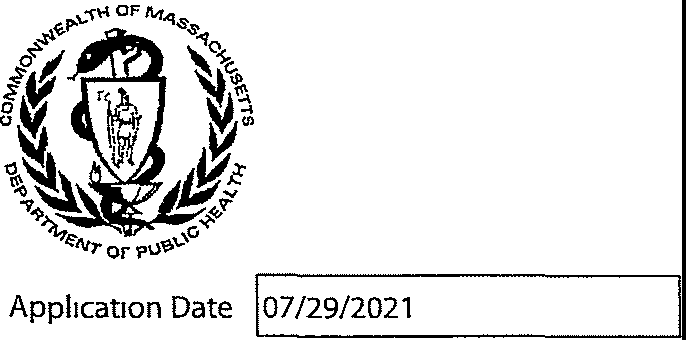 COMMONWEALTH OF MASSACHUSETTS
DEPARTMENT OF PUBLIC HEALTH
Application Date 07/29/2021